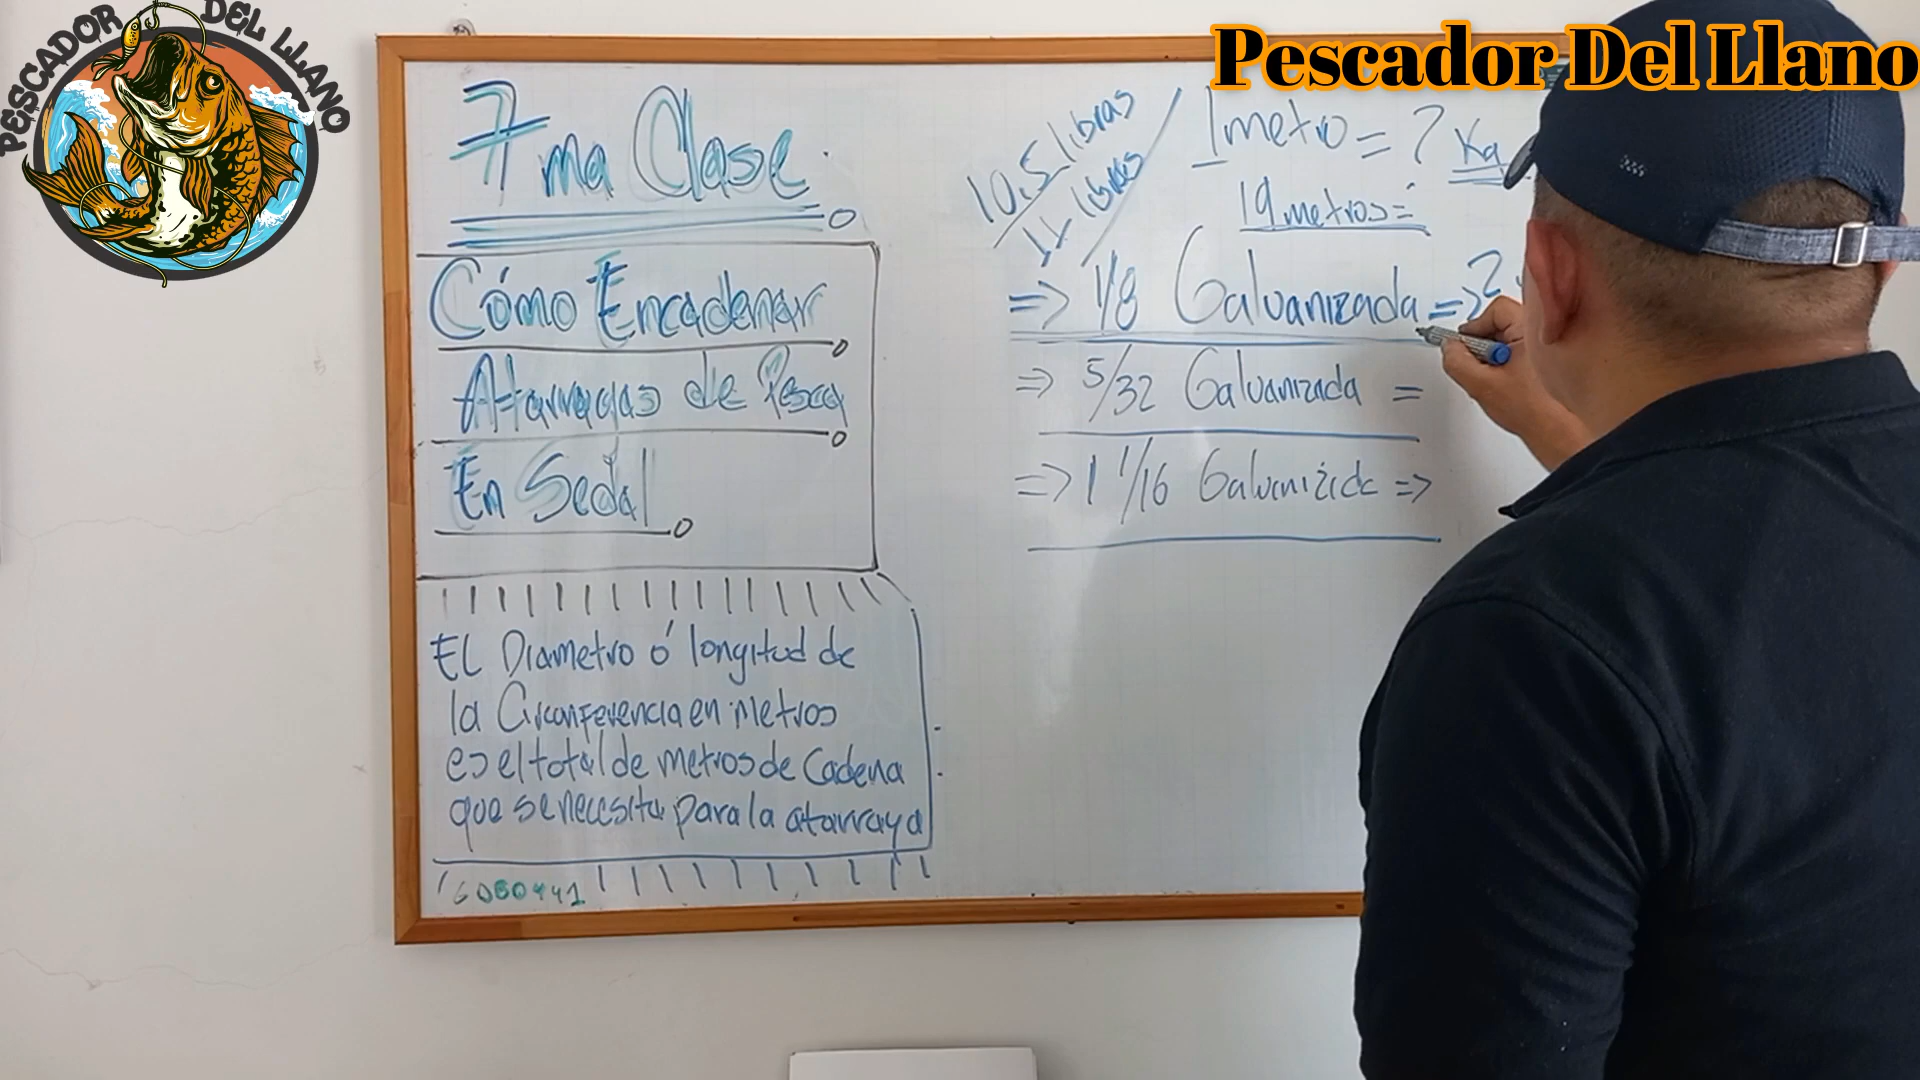 PESCADOR DEL LLANO
Pescador Del Llano
7ma Clase.
Cómo Encadenar
Atarrayas de Pesca
En Sedal
El Diametro ó longitud de
la Circunferencia en metros
es el total de metros de Cadena
que se necesita para la atarraya
10.5 libras
11 libras
1 metro = ? Kg
19 metros =
=> 1/8 Galvanizada => 2
=> 5/32 Galvanizada =
=> 1 1/16 Galvanizada =>